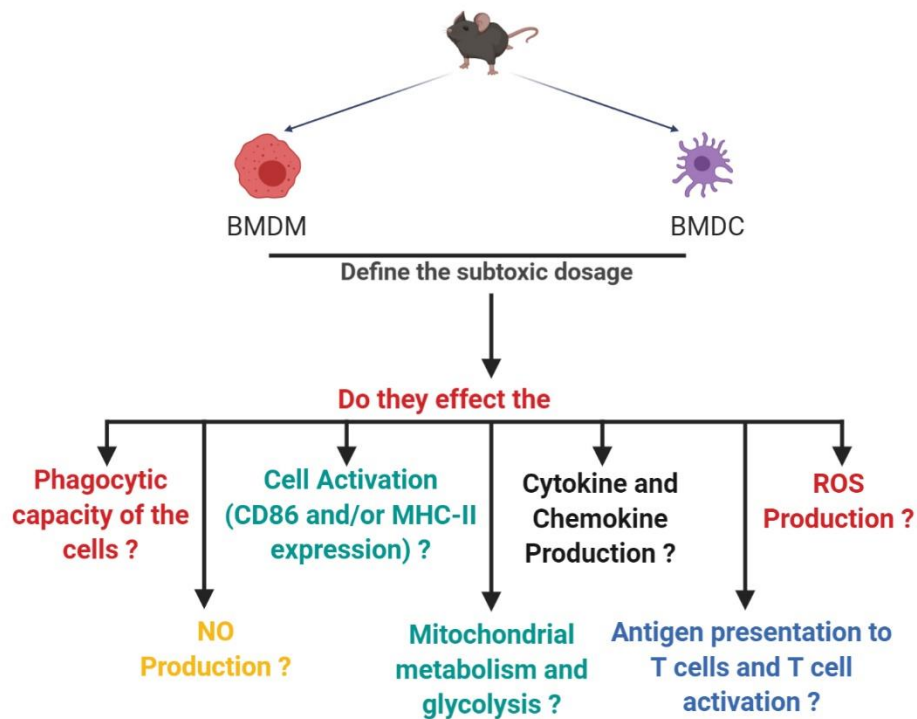 BMDM
BMDC
Define the subtoxic dosage
Do they effect the
Phagocytic
capacity of the
cells ?
Cell Activation
(CD86 and/or MHC-II
expression) ?
Cytokine and
Chemokine
Production ?
ROS
Production ?
NO
Production ?
Mitochondrial
metabolism and
glycolysis ?
Antigen presentation to
T cells and T cell
activation ?